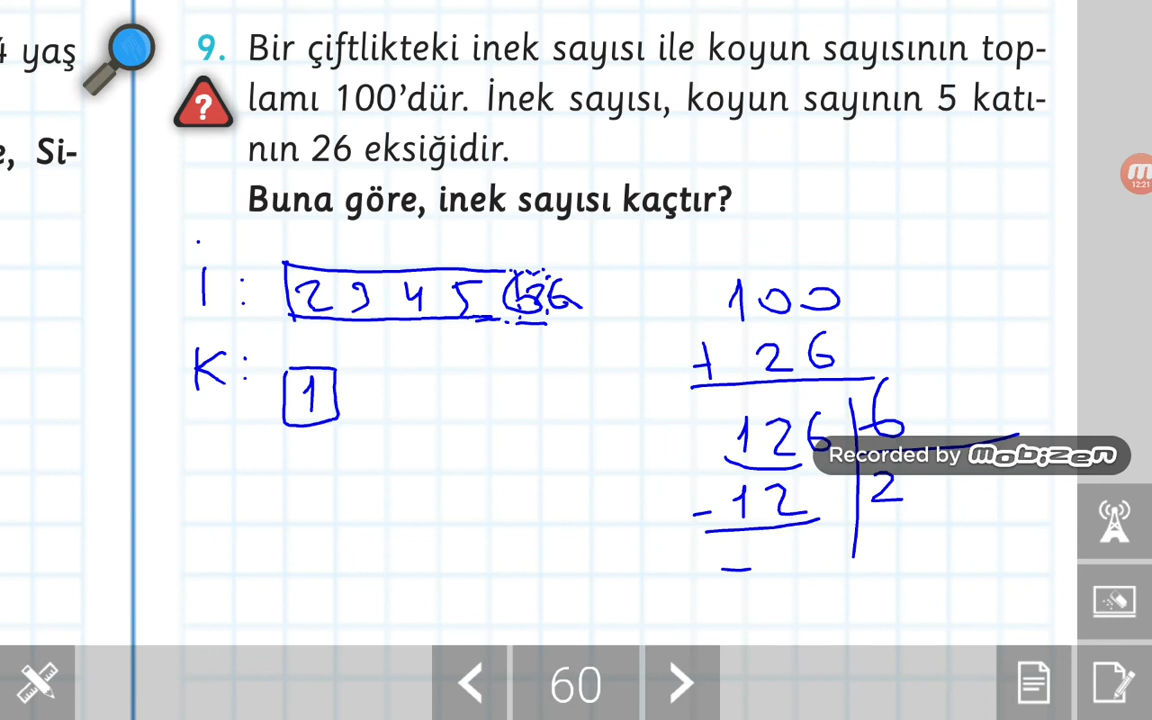 4 yaş
e, Si-
9. Bir çiftlikteki inek sayısı ile koyun sayısının top-
?
lamı 100'dür. İnek sayısı, koyun sayının 5 katı-
nın 26 eksiğidir.
Buna göre, inek sayısı kaçtır?
İ : 2 3 4 5
K: 1
100
+ 26
126 6
- 12 2
Recorded by mobizen
12:21
60